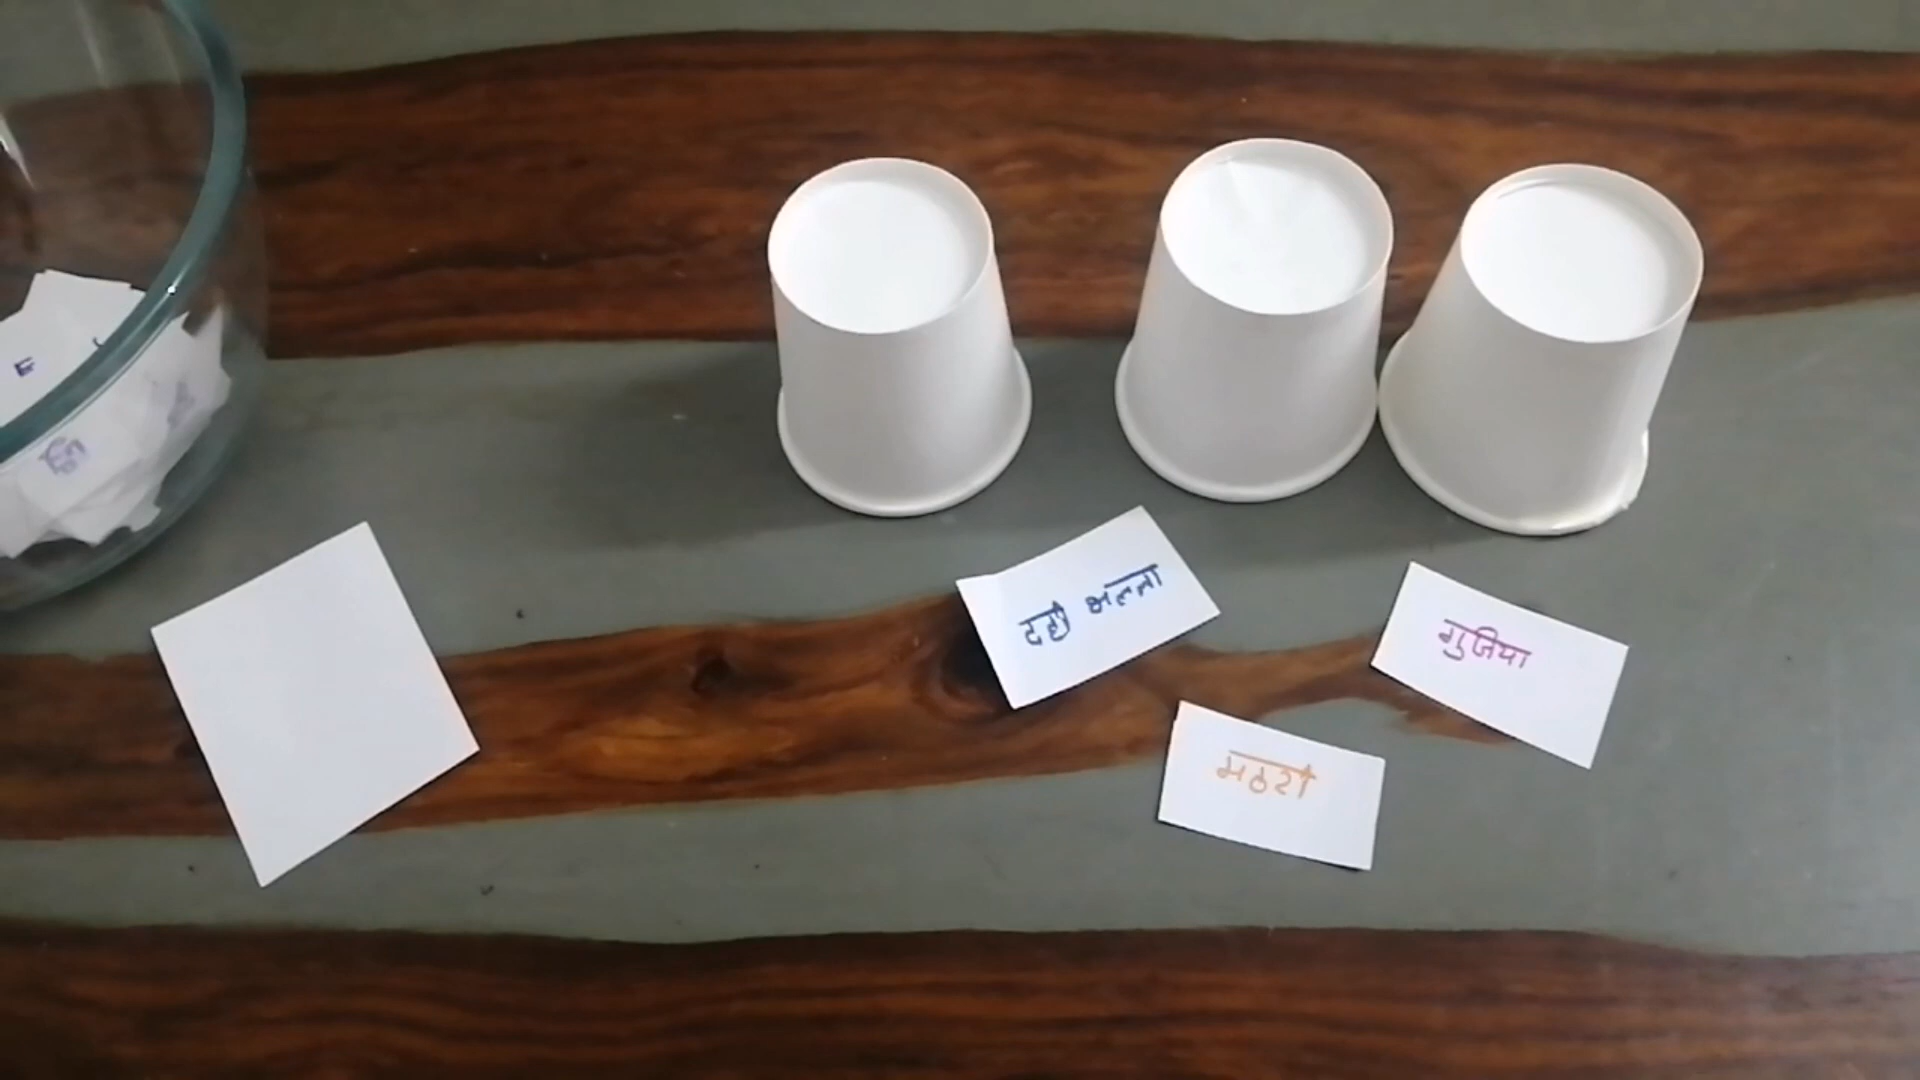 दही भल्ला
गुजिया
मठरी